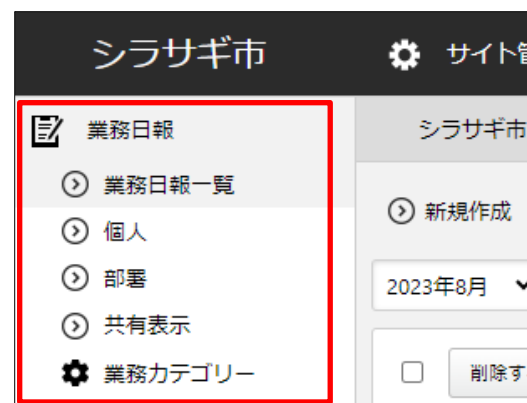 シラサギ市
サイト管
業務日報
シラサギ市
業務日報一覧
新規作成
個人
部署
2023年8月
共有表示
業務カテゴリー
削除す